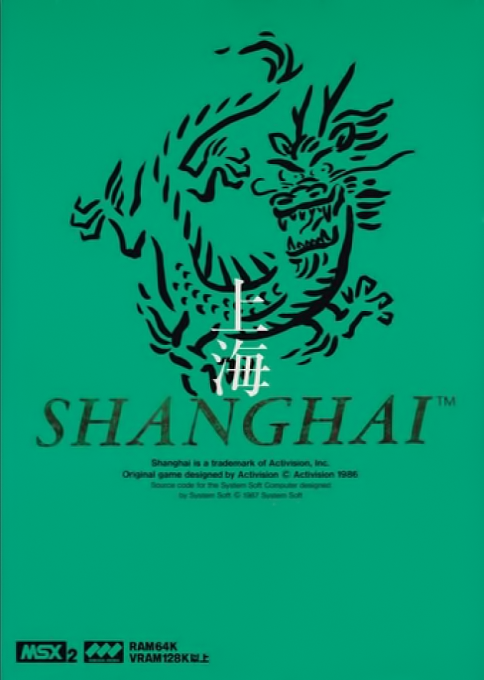 上
海
SHANGHAI™
Shanghai is a trademark of Activision, Inc.
Original game designed by Activision © Activision 1986
Source code for the System Soft Computer designed
by System Soft © 1987 System Soft
MSX2
RAM64K
VRAM128K以上